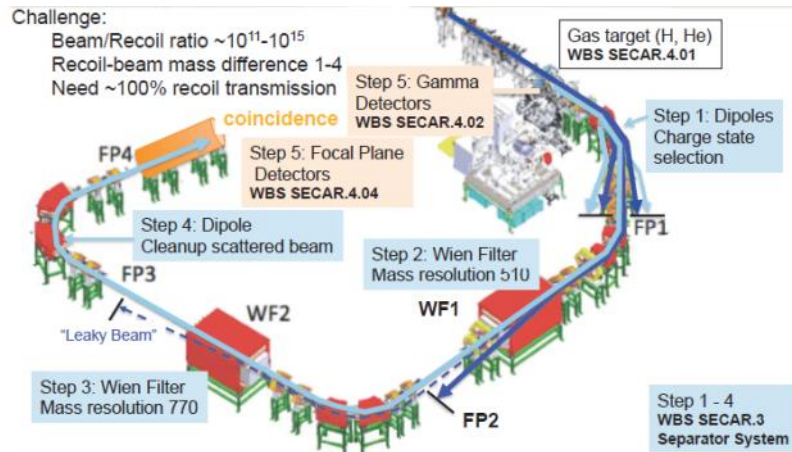 Challenge:
Beam/Recoil ratio ~10¹¹-10¹⁵
Recoil-beam mass difference 1-4
Need ~100% recoil transmission
Gas target (H, He)
WBS SECAR.4.01
Step 5: Gamma
Detectors
WBS SECAR.4.02
coincidence
Step 1: Dipoles
Charge state
selection
FP4
Step 5: Focal Plane
Detectors
WBS SECAR.4.04
FP1
Step 4: Dipole
Cleanup scattered beam
Step 2: Wien Filter
Mass resolution 510
FP3
WF1
WF2
"Leaky Beam"
Step 3: Wien Filter
Mass resolution 770
FP2
Step 1 - 4
WBS SECAR.3
Separator System